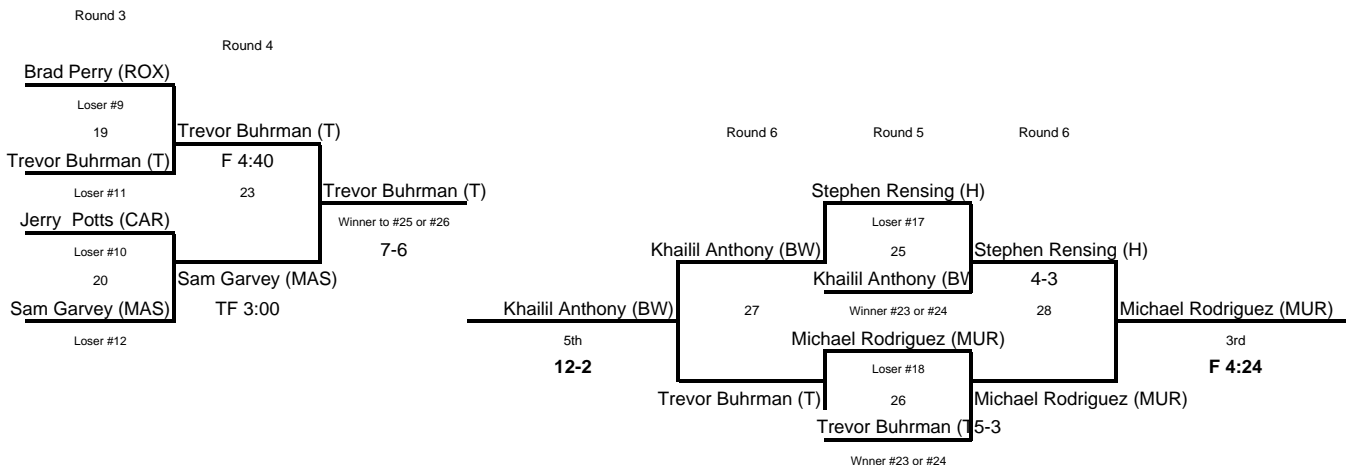 Round 3
Round 4
Brad Perry (ROX)
Loser #9
19
Trevor Buhrman (T)
Trevor Buhrman (T)
F 4:40
Loser #11
23
Trevor Buhrman (T)
Jerry Potts (CAR)
Winner to #25 or #26
7-6
Loser #10
20
Sam Garvey (MAS)
Sam Garvey (MAS)
TF 3:00
Loser #12
Round 6
Round 5
Round 6
Stephen Rensing (H)
Loser #17
25
Khailil Anthony (BW)
Stephen Rensing (H)
Khailil Anthony (BW
4-3
Khailil Anthony (BW)
27
Winner #23 or #24
28
Michael Rodriguez (MUR)
5th
12-2
Michael Rodriguez (MUR)
3rd
F 4:24
Loser #18
26
Trevor Buhrman (T)
Michael Rodriguez (MUR)
Trevor Buhrman (T5-3
Wnner #23 or #24